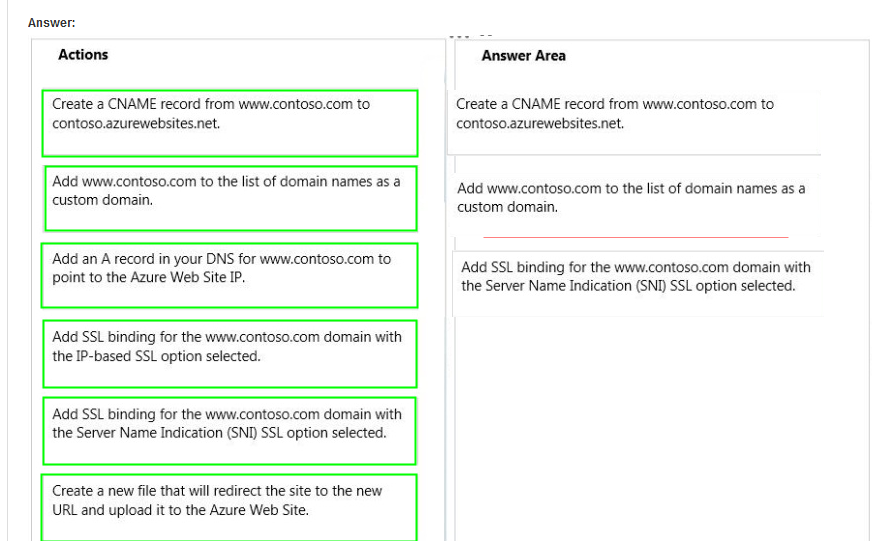 Answer:
Actions
Create a CNAME record from www.contoso.com to
contoso.azurewebsites.net.
Add www.contoso.com to the list of domain names as a
custom domain.
Add an A record in your DNS for www.contoso.com to
point to the Azure Web Site IP.
Add SSL binding for the www.contoso.com domain with
the IP-based SSL option selected.
Add SSL binding for the www.contoso.com domain with
the Server Name Indication (SNI) SSL option selected.
Create a new file that will redirect the site to the new
URL and upload it to the Azure Web Site.
Answer Area
Create a CNAME record from www.contoso.com to
contoso.azurewebsites.net.
Add www.contoso.com to the list of domain names as a
custom domain.
Add SSL binding for the www.contoso.com domain with
the Server Name Indication (SNI) SSL option selected.